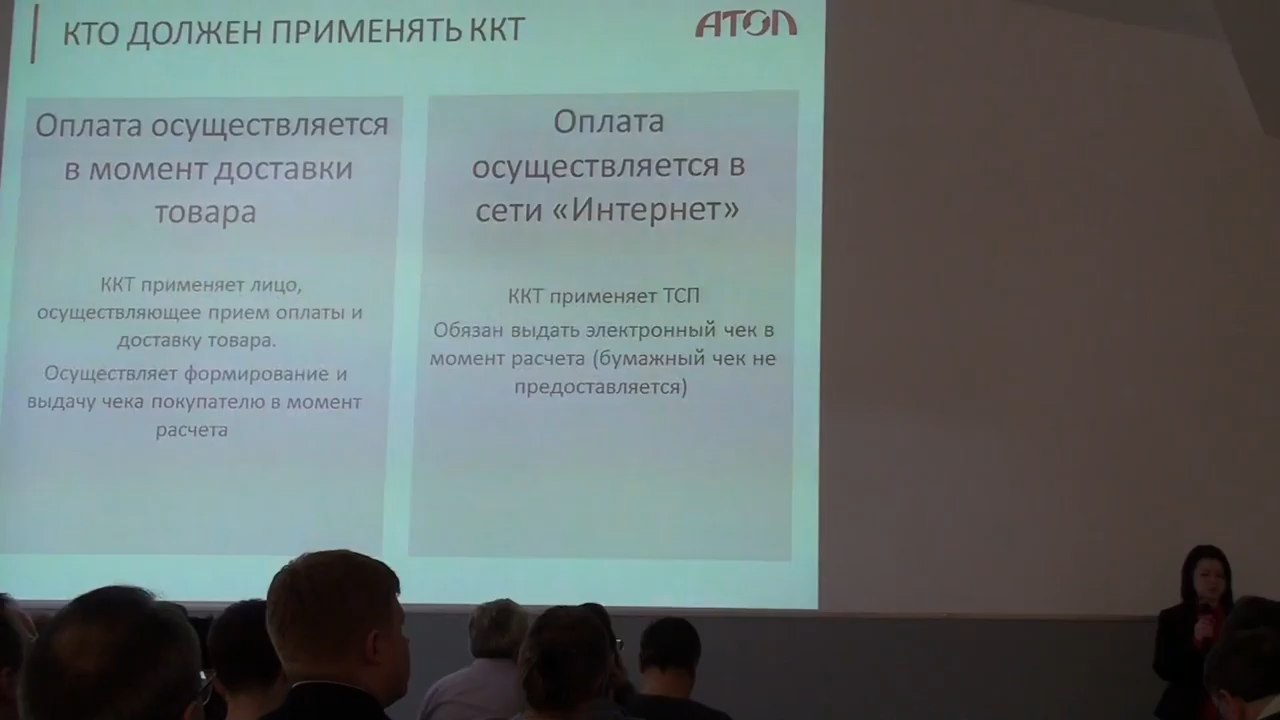 КТО ДОЛЖЕН ПРИМЕНЯТЬ ККТ
АТОЛ
Оплата осуществляется
в момент доставки
товара
ККТ применяет лицо,
осуществляющее прием оплаты и
доставку товара.
Осуществляет формирование и
выдачу чека покупателю в момент
расчета
Оплата
осуществляется в
сети «Интернет»
ККТ применяет ТСП
Обязан выдать электронный чек в
момент расчета (бумажный чек не
предоставляется)